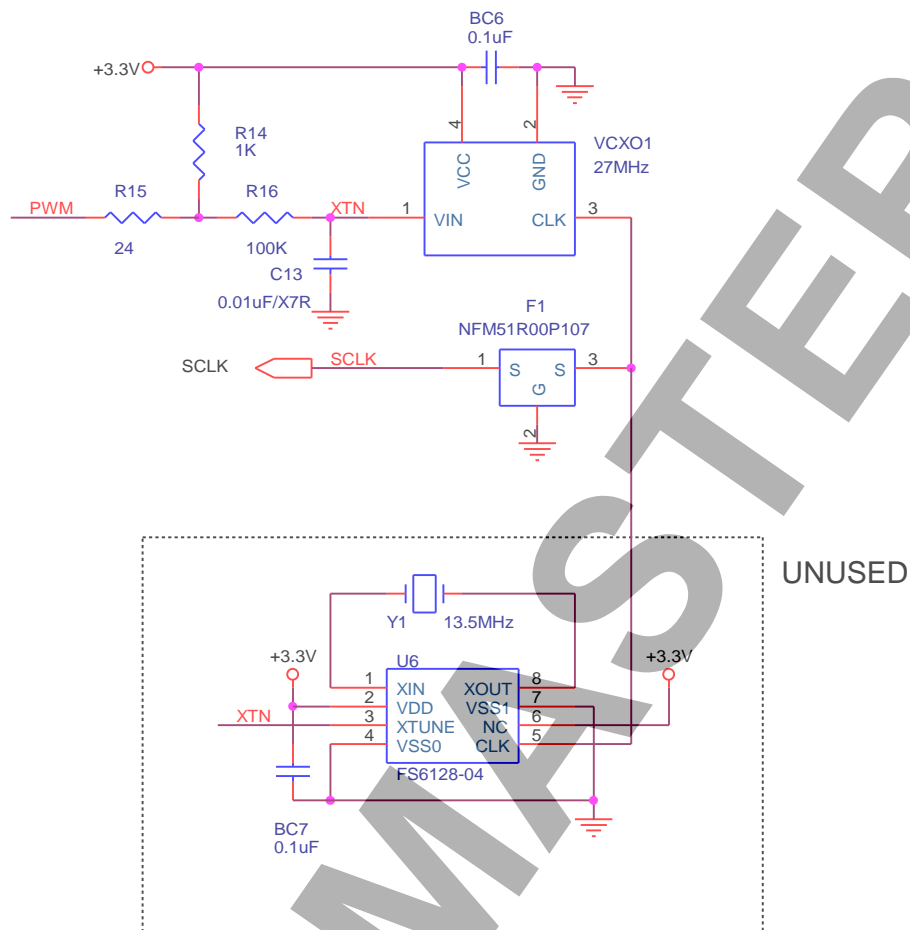 BC6
0.1uF
+3.3V
R14
1K
4
VCC
2
GND
VCXO1
27MHz
R15
R16
PWM
XTN
1
VIN
CLK
3
24
100K
C13
0.01uF/X7R
F1
NFM51R00P107
SCLK
SCLK
1
S
S
3
G
2
UNUSED
Y1
13.5MHz
+3.3V
U6
+3.3V
1
XIN
XOUT
8
2
VDD
VSS1
7
XTN
3
XTUNE
NC
6
4
VSS0
CLK
5
FS6128-04
BC7
0.1uF